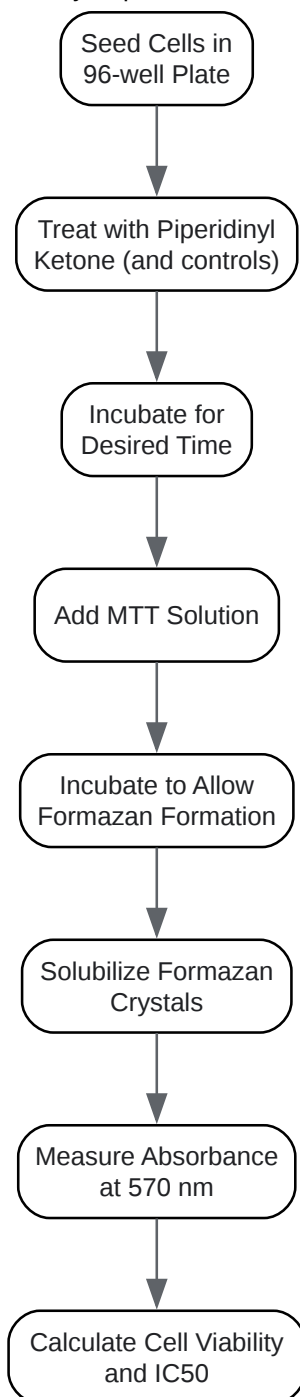 Seed Cells in
96-well Plate
Treat with Piperidinyl
Ketone (and controls)
Incubate for
Desired Time
Add MTT Solution
Incubate to Allow
Formazan Formation
Solubilize Formazan
Crystals
Measure Absorbance
at 570 nm
Calculate Cell Viability
and IC50